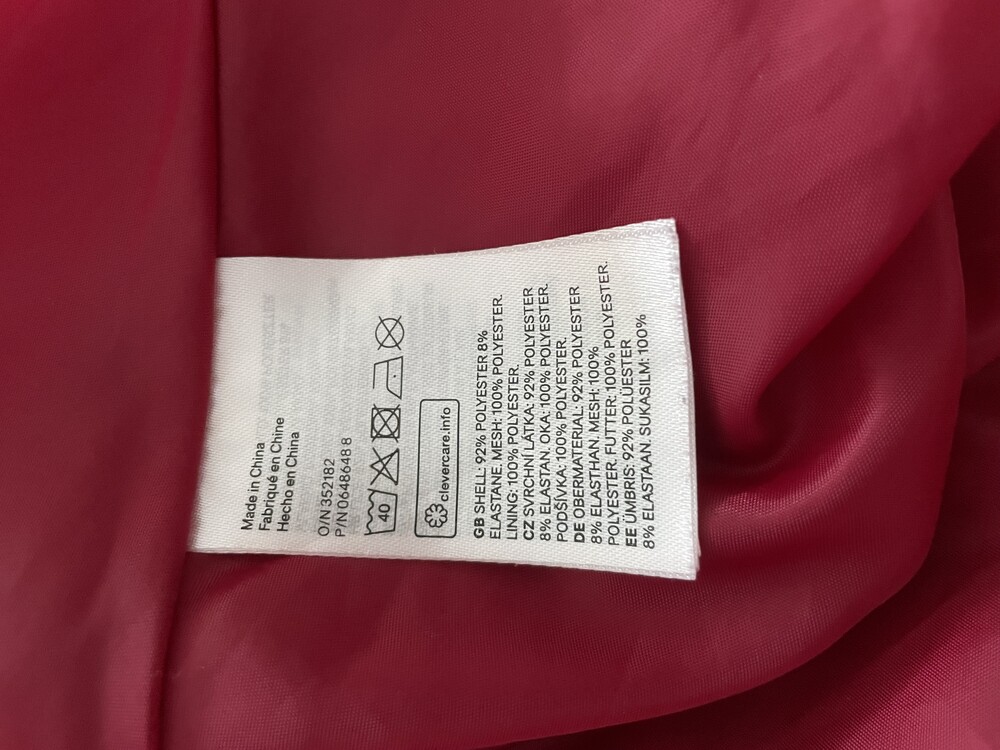 Made in China
Fabriqué en Chine
Hecho en China
O/N 352182
P/N 0648648 8
40
clevercare.info
GB SHELL: 92% POLYESTER 8%
ELASTANE. MESH: 100% POLYESTER.
LINING: 100% POLYESTER.
CZ SVRCHNÍ LÁTKA: 92% POLYESTER
8% ELASTAN. OKA: 100% POLYESTER.
PODŠÍVKA: 100% POLYESTER.
DE OBERMATERIAL: 92% POLYESTER
8% ELASTHAN. MESH: 100%
POLYESTER. FUTTER: 100% POLYESTER.
EE ÜMBRIS: 92% POLÜESTER
8% ELASTAAN. SUKASILM: 100%